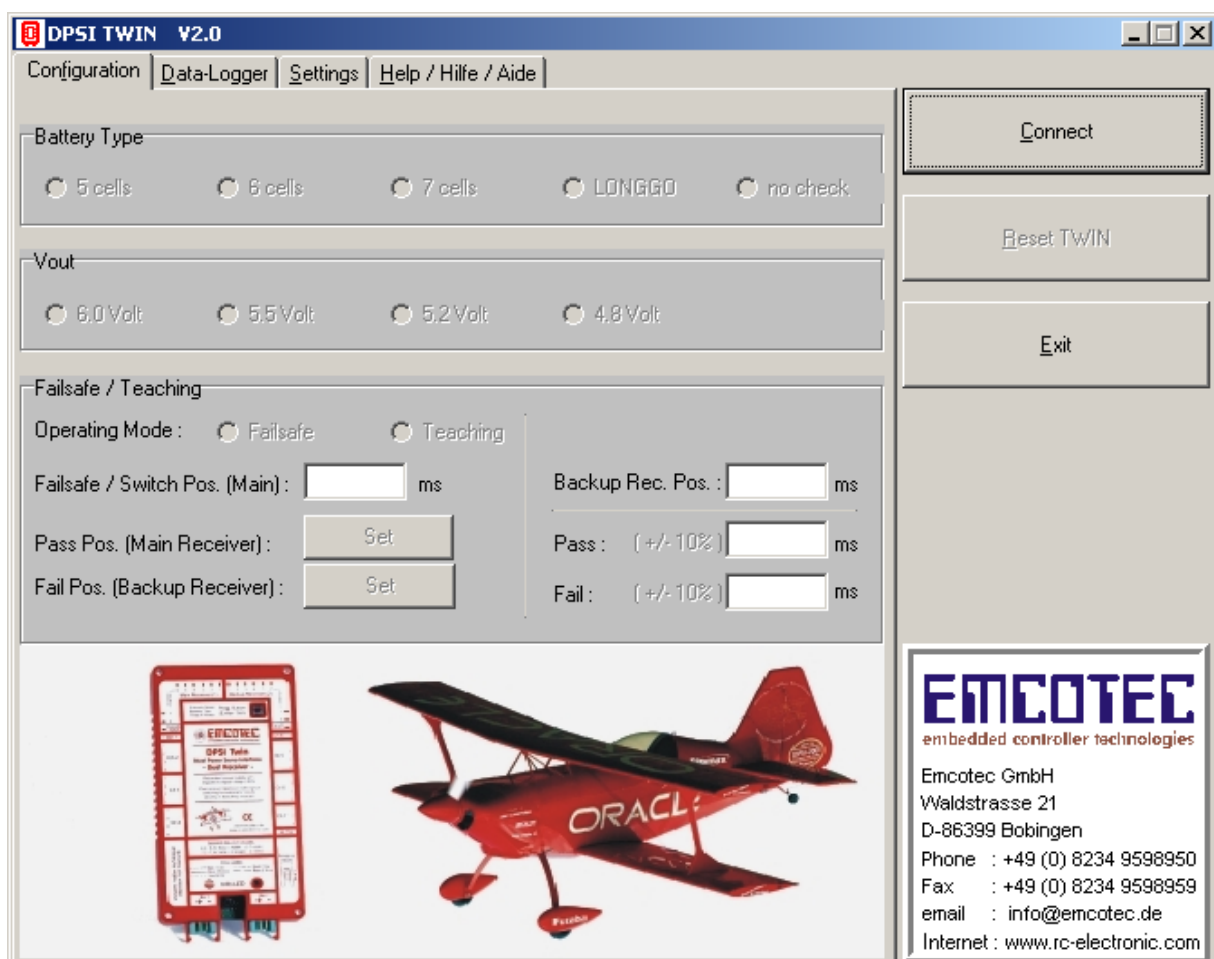 DPSI TWIN V2.0
Configuration Data-Logger Settings Help / Hilfe / Aide
Battery Type
5 cells 6 cells 7 cells LONGGO no check
Vout
6.0 Volt 5.5 Volt 5.2 Volt 4.8 Volt
Failsafe / Teaching
Operating Mode : Failsafe Teaching
Failsafe / Switch Pos. (Main) : ms
Pass Pos. (Main Receiver) : Set
Fail Pos. (Backup Receiver) : Set
Backup Rec. Pos. : ms
Pass : (+/- 10%) ms
Fail : (+/- 10%) ms
Connect
Reset TWIN
Exit
EMCOTEC
DPSI Twin
- Dual Receiver -
ORACLE
Futaba
EMCOTEC
embedded controller technologies
Emcotec GmbH
Waldstrasse 21
D-86399 Bobingen
Phone : +49 (0) 8234 9598950
Fax : +49 (0) 8234 9598959
email : info@emcotec.de
Internet : www.rc-electronic.com